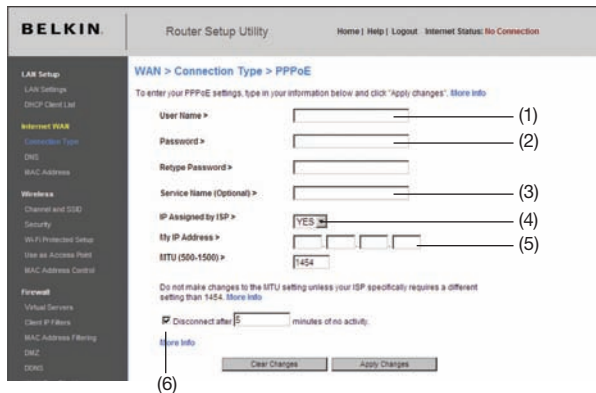 BELKIN.
Router Setup Utility
Home | Help | Logout Internet Status: No Connection
LAN Setup
LAN Settings
DHCP Client List
Internet WAN
Connection Type
DNS
MAC Address
Wireless
Channel and SSID
Security
Wi-Fi Protected Setup
Use as Access Point
MAC Address Control
Firewall
Virtual Servers
Client IP Filters
MAC Address Filtering
DMZ
DDNS
WAN > Connection Type > PPPoE
To enter your PPPoE settings, type in your information below and click "Apply changes". More Info
User Name > (1)
Password > (2)
Retype Password >
Service Name (Optional) > (3)
IP Assigned by ISP > YES (4)
My IP Address > . . . (5)
MTU (500-1500) > 1454
Do not make changes to the MTU setting unless your ISP specifically requires a different
setting than 1454. More Info
Disconnect after 5 minutes of no activity.
More Info
Clear Changes Apply Changes
(6)